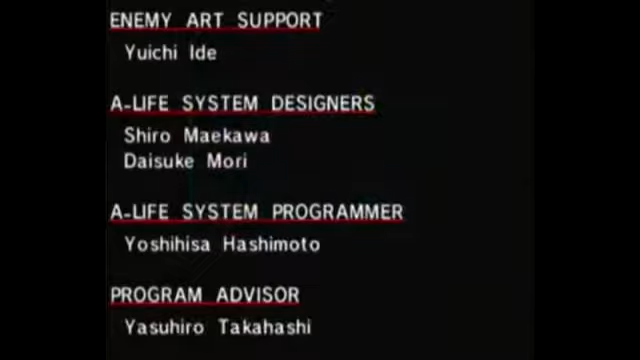 ENEMY ART SUPPORT
Yuichi Ide
A-LIFE SYSTEM DESIGNERS
Shiro Maekawa
Daisuke Mori
A-LIFE SYSTEM PROGRAMMER
Yoshihisa Hashimoto
PROGRAM ADVISOR
Yasuhiro Takahashi